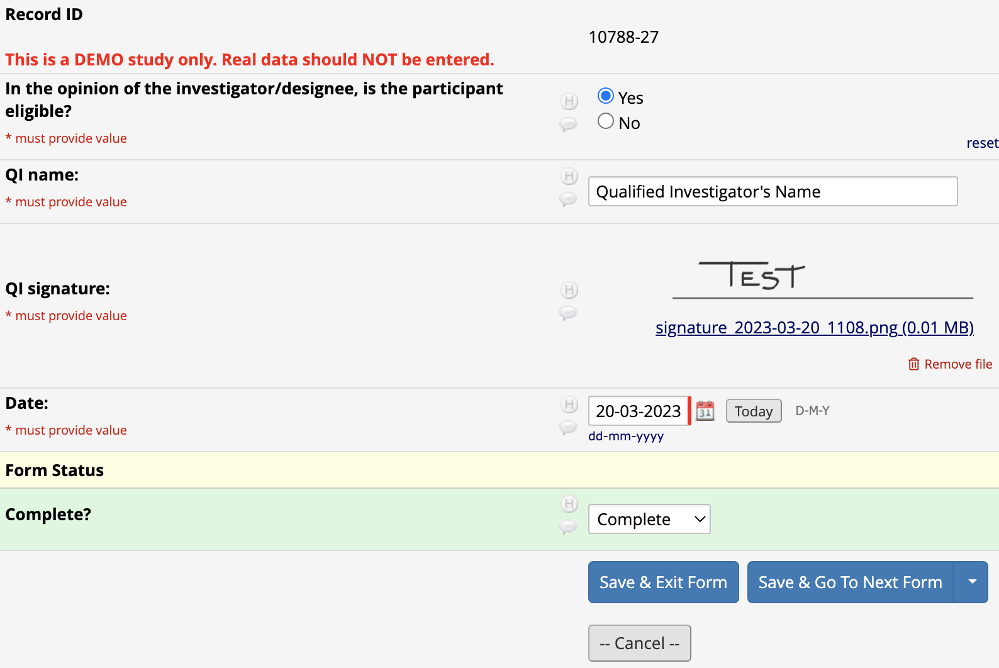 Record ID
10788-27
This is a DEMO study only. Real data should NOT be entered.
In the opinion of the investigator/designee, is the participant
eligible?
* must provide value
H
Yes
No
reset
QI name:
* must provide value
H
Qualified Investigator's Name
QI signature:
* must provide value
H
TEST
signature_2023-03-20_1108.png (0.01 MB)
Remove file
Date:
* must provide value
H
20-03-2023
31
Today
D-M-Y
dd-mm-yyyy
Form Status
Complete?
H
Complete
Save & Exit Form
Save & Go To Next Form
-- Cancel --